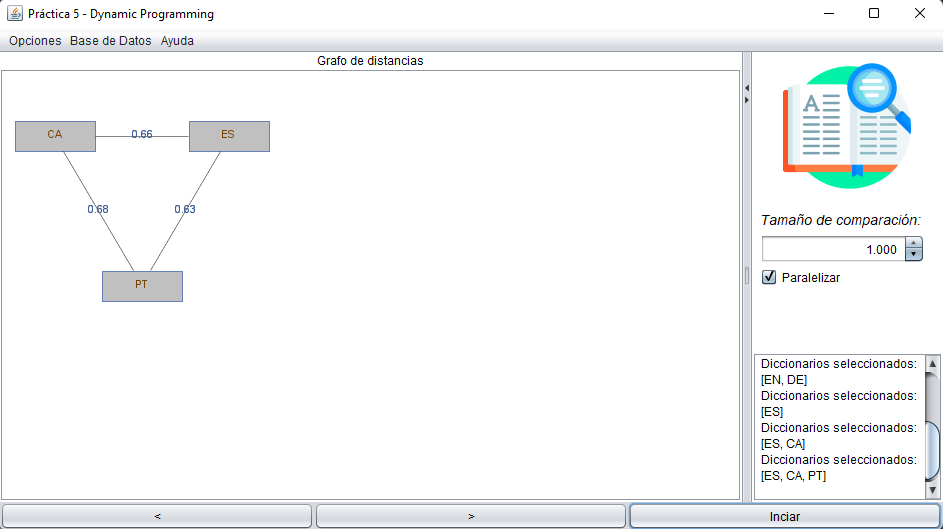 Práctica 5 - Dynamic Programming
Opciones Base de Datos Ayuda
Grafo de distancias
CA
0.66
ES
0.68
0.63
PT
A
Tamaño de comparación:
1.000
Paralelizar
Diccionarios seleccionados:
[EN, DE]
Diccionarios seleccionados:
[ES]
Diccionarios seleccionados:
[ES, CA]
Diccionarios seleccionados:
[ES, CA, PT]
<
>
Inciar